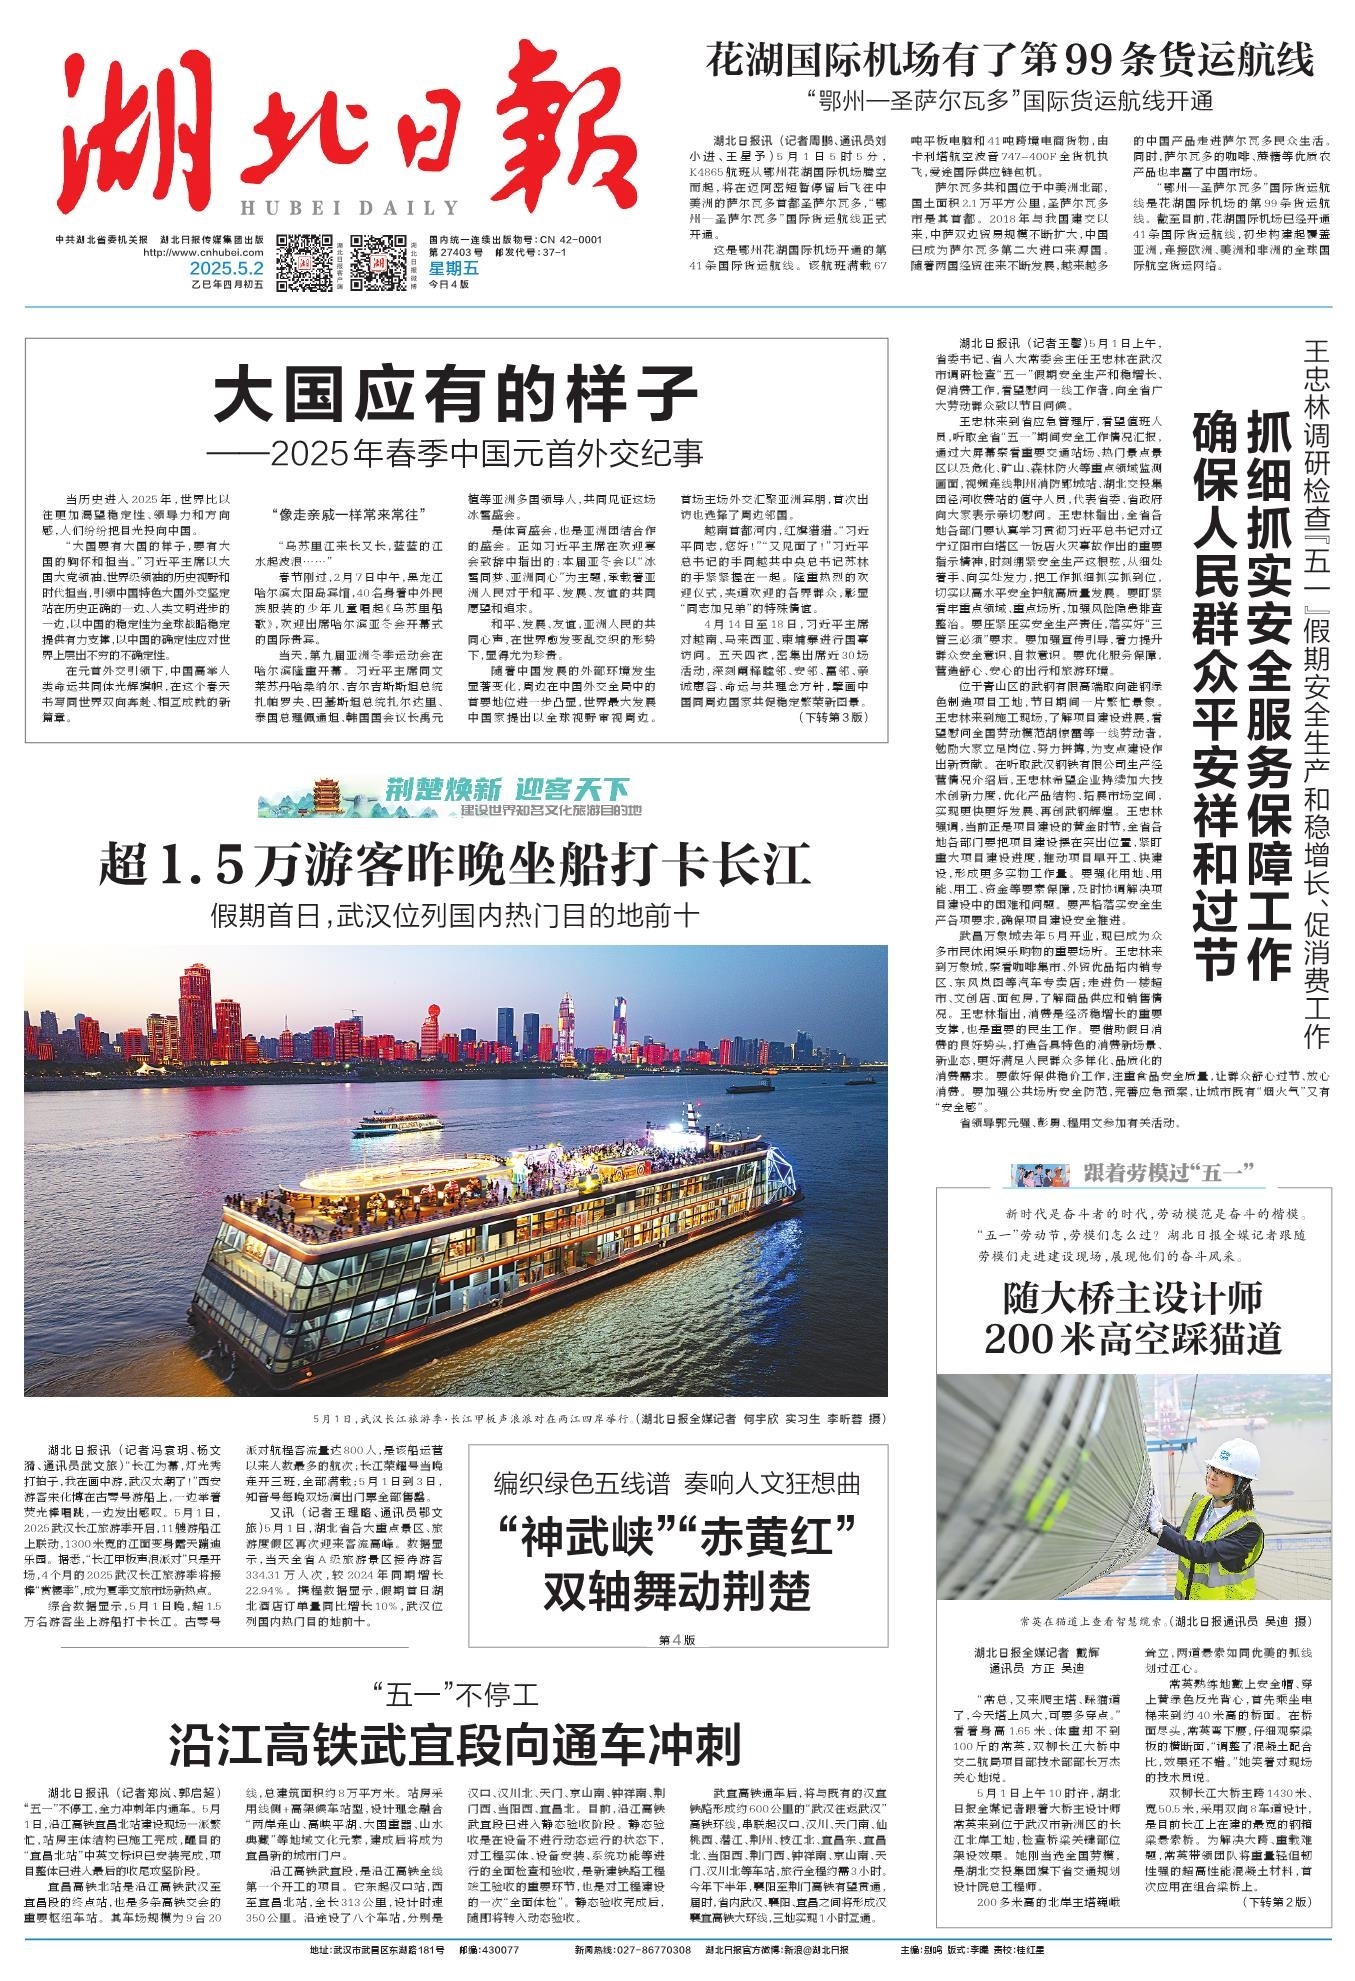 湖北日报
HUBEI DAILY
中共湖北省委机关报 湖北日报传媒集团出版
http://www.cnhubei.com
2025.5.2
乙巳年四月初五
湖北日报客户端
湖北日报微博
国内统一连续出版物号:CN 42-0001
第27403号 邮发代号:37-1
星期五
今日4版
花湖国际机场有了第99条货运航线
“鄂州—圣萨尔瓦多”国际货运航线开通
湖北日报讯(记者周鹏、通讯员刘
小进、王星予)5月1日5时5分,
K4865航班从鄂州花湖国际机场腾空
而起,将在迈阿密短暂停留后飞往中
美洲的萨尔瓦多首都圣萨尔瓦多,“鄂
州—圣萨尔瓦多”国际货运航线正式
开通。
这是鄂州花湖国际机场开通的第
41条国际货运航线。该航班满载67
吨平板电脑和41吨跨境电商货物,由
卡利塔航空波音747-400F全货机执
飞,爱途国际供应链包机。
萨尔瓦多共和国位于中美洲北部,
国土面积2.1万平方公里,圣萨尔瓦多
市是其首都。2018年与我国建交以
来,中萨双边贸易规模不断扩大,中国
已成为萨尔瓦多第二大进口来源国。
随着两国经贸往来不断发展,越来越多
的中国产品走进萨尔瓦多民众生活。
同时,萨尔瓦多的咖啡、蔗糖等优质农
产品也丰富了中国市场。
“鄂州—圣萨尔瓦多”国际货运航
线是花湖国际机场的第99条货运航
线。截至目前,花湖国际机场已经开通
41条国际货运航线,初步构建起覆盖
亚洲,连接欧洲、美洲和非洲的全球国
际航空货运网络。
大国应有的样子
——2025年春季中国元首外交纪事
当历史进入2025年,世界比以
往更加渴望稳定性、领导力和方向
感,人们纷纷把目光投向中国。
“大国要有大国的样子,要有大
国的胸怀和担当。”习近平主席以大
国大党领袖、世界级领袖的历史视野和
时代担当,引领中国特色大国外交坚定
站在历史正确的一边、人类文明进步的
一边,以中国的稳定性为全球战略稳定
提供有力支撑,以中国的确定性应对世
界上层出不穷的不确定性。
在元首外交引领下,中国高举人
类命运共同体光辉旗帜,在这个春天
书写同世界双向奔赴、相互成就的新
篇章。
“像走亲戚一样常来常往”
“乌苏里江来长又长,蓝蓝的江
水起波浪……”
春节刚过,2月7日中午,黑龙江
哈尔滨太阳岛宾馆,40名身着中外民
族服装的少年儿童唱起《乌苏里船
歌》,欢迎出席哈尔滨亚冬会开幕式
的国际贵宾。
当天,第九届亚洲冬季运动会在
哈尔滨隆重开幕。习近平主席同文
莱苏丹哈桑纳尔、吉尔吉斯斯坦总统
扎帕罗夫、巴基斯坦总统扎尔达里、
泰国总理佩通坦、韩国国会议长禹元
植等亚洲多国领导人,共同见证这场
冰雪盛会。
是体育盛会,也是亚洲团结合作
的盛会。正如习近平主席在欢迎宴
会致辞中指出的:本届亚冬会以“冰
雪同梦、亚洲同心”为主题,承载着亚
洲人民对于和平、发展、友谊的共同
愿望和追求。
和平、发展、友谊,亚洲人民的共
同心声,在世界愈发变乱交织的形势
下,显得尤为珍贵。
随着中国发展的外部环境发生
显著变化,周边在中国外交全局中的
首要地位进一步凸显,世界最大发展
中国家提出以全球视野审视周边。
首场主场外交汇聚亚洲宾朋,首次出
访也选择了周边邻国。
越南首都河内,红旗猎猎。“习近
平同志,您好!”“又见面了!”习近平
总书记的手同越共中央总书记苏林
的手紧紧握在一起。隆重热烈的欢
迎仪式,夹道欢迎的各界群众,彰显
“同志加兄弟”的特殊情谊。
4月14日至18日,习近平主席
对越南、马来西亚、柬埔寨进行国事
访问。五天四夜,密集出席近30场
活动,深刻阐释睦邻、安邻、富邻、亲
诚惠容、命运与共理念方针,擘画中
国同周边国家共促稳定繁荣新图景。
(下转第3版)
王忠林调研检查『五一』假期安全生产和稳增长、促消费工作
抓细抓实安全服务保障工作
确保人民群众平安祥和过节
湖北日报讯(记者王馨)5月1日上午,
省委书记、省人大常委会主任王忠林在武汉
市调研检查“五一”假期安全生产和稳增长、
促消费工作,看望慰问一线工作者,向全省广
大劳动群众致以节日问候。
王忠林来到省应急管理厅,看望值班人
员,听取全省“五一”期间安全工作情况汇报,
通过大屏幕察看重要交通站场、热门景点景
区以及危化、矿山、森林防火等重点领域监测
画面,视频连线荆州消防郢城站、湖北交投集
团径河收费站的值守人员,代表省委、省政府
向大家表示亲切慰问。王忠林指出,全省各
地各部门要认真学习贯彻习近平总书记对辽
宁辽阳市白塔区一饭店火灾事故作出的重要
指示精神,时刻绷紧安全生产这根弦,从细处
着手、向实处发力,把工作抓细抓实抓到位,
切实以高水平安全护航高质量发展。要盯紧
看牢重点领域、重点场所,加强风险隐患排查
整治。要压紧压实安全生产责任,落实好“三
管三必须”要求。要加强宣传引导,着力提升
群众安全意识、自救意识。要优化服务保障,
营造舒心、安心的出行和旅游环境。
位于青山区的武钢有限高端取向硅钢绿
色制造项目工地,节日期间一片繁忙景象。
王忠林来到施工现场,了解项目建设进展,看
望慰问全国劳动模范胡惊雷等一线劳动者,
勉励大家立足岗位、努力拼搏,为支点建设作
出新贡献。在听取武汉钢铁有限公司生产经
营情况介绍后,王忠林希望企业持续加大技
术创新力度,优化产品结构、拓展市场空间,
实现更快更好发展、再创武钢辉煌。王忠林
强调,当前正是项目建设的黄金时节,全省各
地各部门要把项目建设摆在突出位置,紧盯
重大项目建设进度,推动项目早开工、快建
设,形成更多实物工作量。要强化用地、用
能、用工、资金等要素保障,及时协调解决项
目建设中的困难和问题。要严格落实安全生
产各项要求,确保项目建设安全推进。
武昌万象城去年5月开业,现已成为众
多市民休闲娱乐购物的重要场所。王忠林来
到万象城,察看咖啡集市、外贸优品拓内销专
区、东风岚图等汽车专卖店;走进负一楼超
市、文创店、面包房,了解商品供应和销售情
况。王忠林指出,消费是经济稳增长的重要
支撑,也是重要的民生工作。要借助假日消
费的良好势头,打造各具特色的消费新场景、
新业态,更好满足人民群众多样化、品质化的
消费需求。要做好保供稳价工作,注重食品安全质量,让群众舒心过节、放心
消费。要加强公共场所安全防范,完善应急预案,让城市既有“烟火气”又有
“安全感”。
省领导郭元强、彭勇、程用文参加有关活动。
荆楚焕新 迎客天下
建设世界知名文化旅游目的地
超1.5万游客昨晚坐船打卡长江
假期首日,武汉位列国内热门目的地前十
5月1日,武汉长江旅游季·长江甲板声浪派对在两江四岸举行。(湖北日报全媒记者 何宇欣 实习生 李昕蓉 摄)
湖北日报讯(记者冯袁玥、杨文
漪、通讯员武文旅)“长江为幕,灯光秀
打拍子,我在画中游,武汉太潮了!”西安
游客朱化博在古琴号游船上,一边举着
荧光棒唱跳,一边发出感叹。5月1日,
2025武汉长江旅游季开启,11艘游船江
上联动,1300米宽的江面变身露天蹦迪
乐园。据悉,“长江甲板声浪派对”只是开
场,4个月的2025武汉长江旅游季将接
棒“赏樱季”,成为夏季文旅市场新热点。
综合数据显示,5月1日晚,超1.5
万名游客坐上游船打卡长江。古琴号
派对航程客流量达800人,是该船运营
以来人数最多的航次;长江荣耀号当晚
连开三班,全部满载;5月1日到3日,
知音号每晚双场演出门票全部售罄。
又讯(记者王理略、通讯员鄂文
旅)5月1日,湖北省各大重点景区、旅
游度假区再次迎来客流高峰。数据显
示,当天全省A级旅游景区接待游客
334.31万人次,较2024年同期增长
22.94%。携程数据显示,假期首日湖
北酒店订单量同比增长10%,武汉位
列国内热门目的地前十。
编织绿色五线谱 奏响人文狂想曲
“神武峡”“赤黄红”
双轴舞动荆楚
第4版
“五一”不停工
沿江高铁武宜段向通车冲刺
湖北日报讯(记者郑岚、郭启超)
“五一”不停工,全力冲刺年内通车。5月
1日,沿江高铁宜昌北站建设现场一派繁
忙,站房主体结构已施工完成,醒目的
“宜昌北站”中英文标识已安装完成,项
目整体已进入最后的收尾攻坚阶段。
宜昌高铁北站是沿江高铁武汉至
宜昌段的终点站,也是多条高铁交会的
重要枢纽车站。其车场规模为9台20
线,总建筑面积约8万平方米。站房采
用线侧+高架候车站型,设计理念融合
“两岸连山、高峡平湖、大国重器、山水
典藏”等地域文化元素,建成后将成为
宜昌新的城市门户。
沿江高铁武宜段,是沿江高铁全线
第一个开工的项目。它东起汉口站,西
至宜昌北站,全长313公里,设计时速
350公里。沿途设了八个车站,分别是
汉口、汉川北、天门、京山南、钟祥南、荆
门西、当阳西、宜昌北。目前,沿江高铁
武宜段已进入静态验收阶段。静态验
收是在设备不进行动态运行的状态下,
对工程实体、设备安装、系统功能等进
行的全面检查和验收,是新建铁路工程
竣工验收的重要环节,也是对工程建设
的一次“全面体检”。静态验收完成后,
随即将转入动态验收。
武宜高铁通车后,将与既有的汉宜
铁路形成约600公里的“武汉往返武汉”
高铁环线,串联起汉口、汉川、天门南、仙
桃西、潜江、荆州、枝江北、宜昌东、宜昌
北、当阳西、荆门西、钟祥南、京山南、天
门、汉川北等车站,旅行全程约需3小时。
今年下半年,襄阳至荆门高铁有望贯通,
届时,省内武汉、襄阳、宜昌之间将形成汉
襄宜高铁大环线,三地实现1小时互通。
跟着劳模过“五一”
新时代是奋斗者的时代,劳动模范是奋斗的楷模。
“五一”劳动节,劳模们怎么过?湖北日报全媒记者跟随
劳模们走进建设现场,展现他们的奋斗风采。
随大桥主设计师
200米高空踩猫道
常英在猫道上查看智慧缆索。(湖北日报通讯员 吴迪 摄)
湖北日报全媒记者 戴辉
通讯员 方正 吴迪
“常总,又来爬主塔、踩猫道
了,今天塔上风大,可要多穿点。”
看着身高1.65米、体重却不到
100斤的常英,双柳长江大桥中
交二航局项目部技术部部长万杰
关心地说。
5月1日上午10时许,湖北
日报全媒记者跟着大桥主设计师
常英来到位于武汉市新洲区的长
江北岸工地,检查桥梁关键部位
架设效果。她刚当选全国劳模,
是湖北交投集团旗下省交通规划
设计院总工程师。
200多米高的北岸主塔巍峨
耸立,两道悬索如同优美的弧线
划过江心。
常英熟练地戴上安全帽、穿
上黄绿色反光背心,首先乘坐电
梯来到约40米高的桥面。在桥
面尽头,常英弯下腰,仔细观察梁
板的横断面,“调整了混凝土配合
比,效果还不错。”她笑着对现场
的技术员说。
双柳长江大桥主跨1430米、
宽50.5米,采用双向8车道设计,
是目前长江上在建的最宽的钢箱
梁悬索桥。为解决大跨、重载难
题,常英带领团队将重量轻但韧
性强的超高性能混凝土材料,首
次应用在组合梁桥上。
(下转第2版)
地址:武汉市武昌区东湖路181号 邮编:430077 新闻热线:027-86770308 湖北日报官方微博:新浪@湖北日报 主编:别鸣 版式:李曦 责校:桂红星